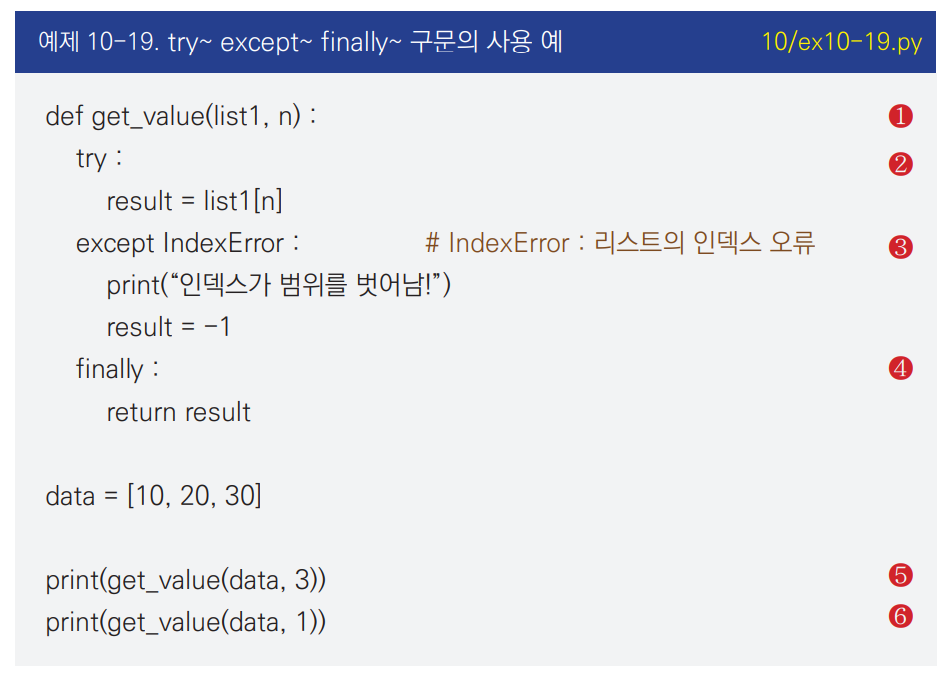 예제 10-19. try~ except~ finally~ 구문의 사용 예 10/ex10-19.py
def get_value(list1, n) : ❶
try : ❷
result = list1[n]
except IndexError : # IndexError : 리스트의 인덱스 오류 ❸
print(“인덱스가 범위를 벗어남!”)
result = -1
finally : ❹
return result
data = [10, 20, 30]
print(get_value(data, 3)) ❺
print(get_value(data, 1)) ❻